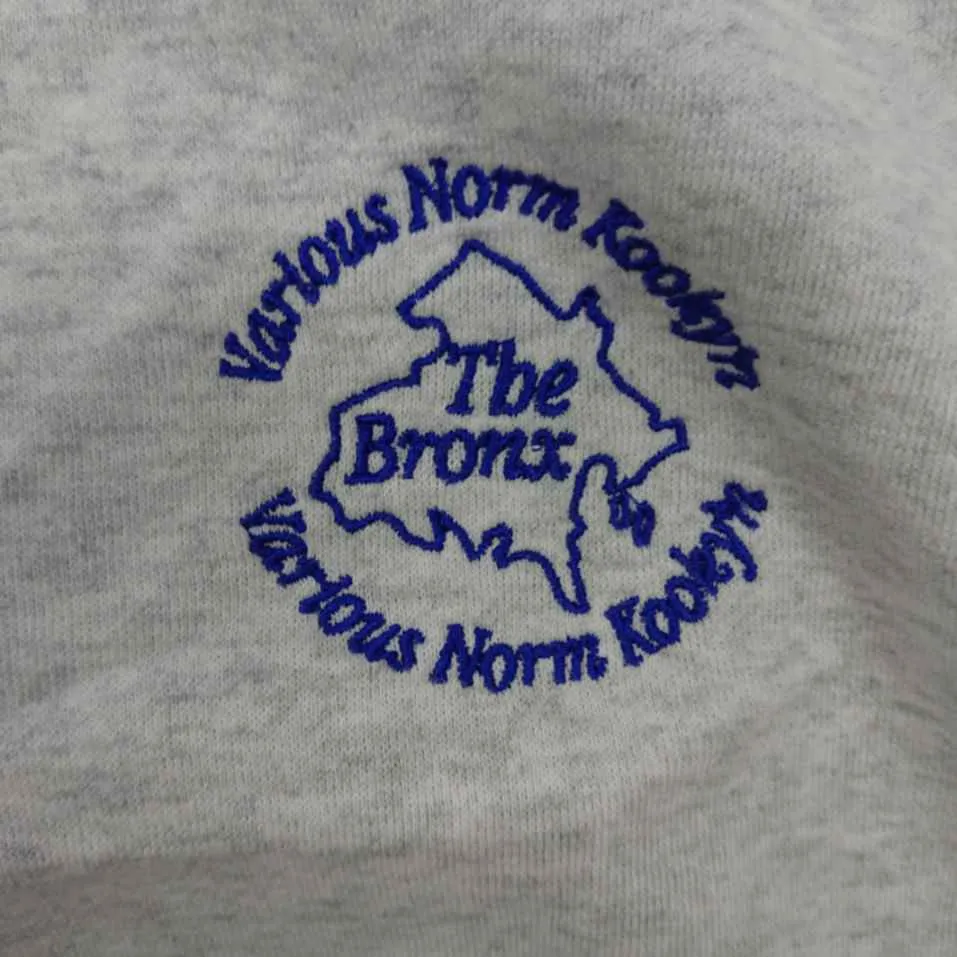 Various Norm Kookyn
The
Bronx
Various Norm Kookyn